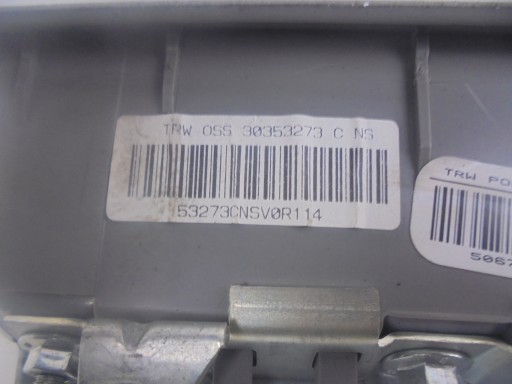 TRW OSS 30353273 C NS
53273CNSV0R114
TRW PO
5067